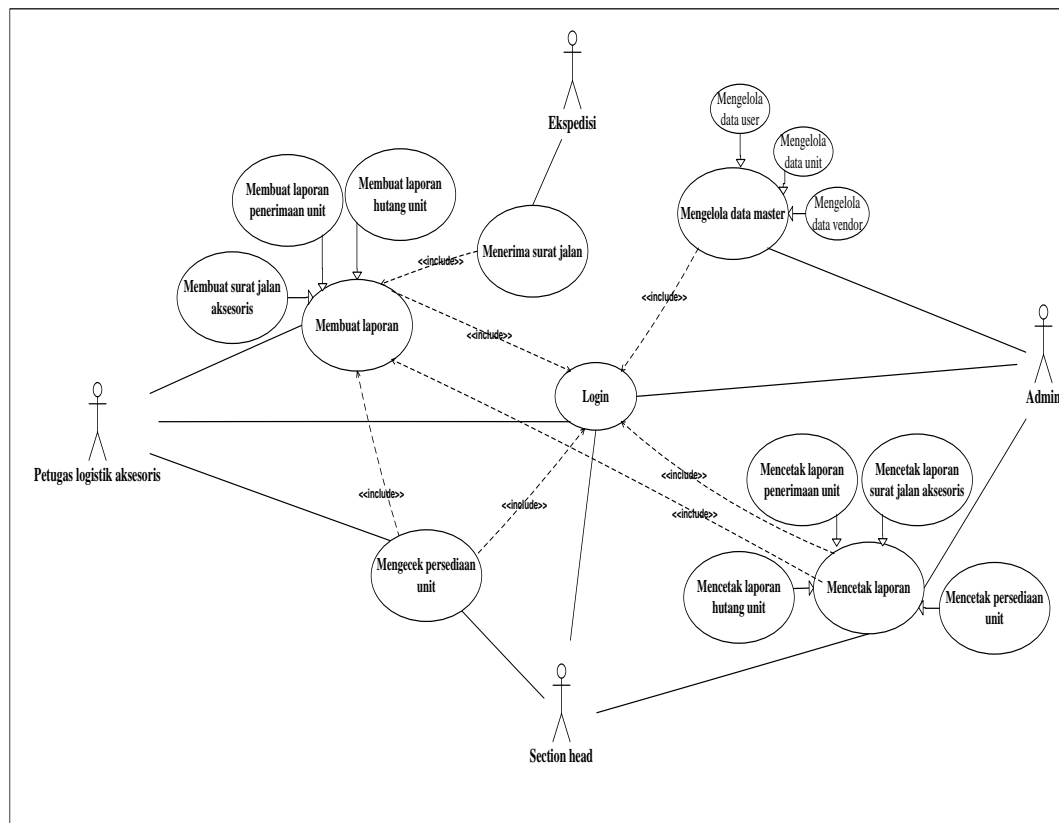 Ekspedisi
Mengelola
data user
Mengelola
data unit
Mengelola
data vendor
Mengelola data master
Membuat laporan
penerimaan unit
Membuat laporan
hutang unit
Menerima surat jalan
<<include>>
Membuat surat jalan
aksesoris
Membuat laporan
<<include>>
<<include>>
Login
Admin
Petugas logistik aksesoris
Mencetak laporan
penerimaan unit
Mencetak laporan
surat jalan aksesoris
<<include>>
<<include>>
<<include>>
<<include>>
Mengecek persediaan
unit
Mencetak laporan
hutang unit
Mencetak laporan
Mencetak persediaan
unit
Section head